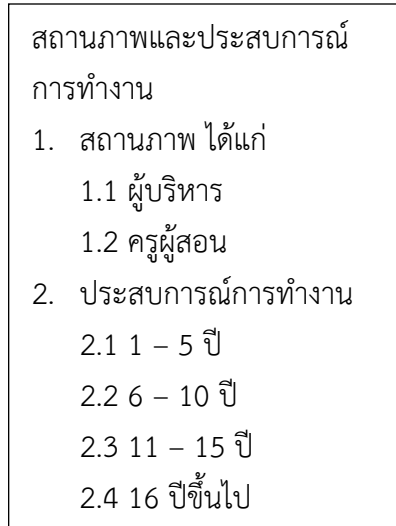 สถานภาพและประสบการณ์
การทำงาน
1. สถานภาพ ได้แก่
1.1 ผู้บริหาร
1.2 ครูผู้สอน
2. ประสบการณ์การทำงาน
2.1 1 – 5 ปี
2.2 6 – 10 ปี
2.3 11 – 15 ปี
2.4 16 ปีขึ้นไป